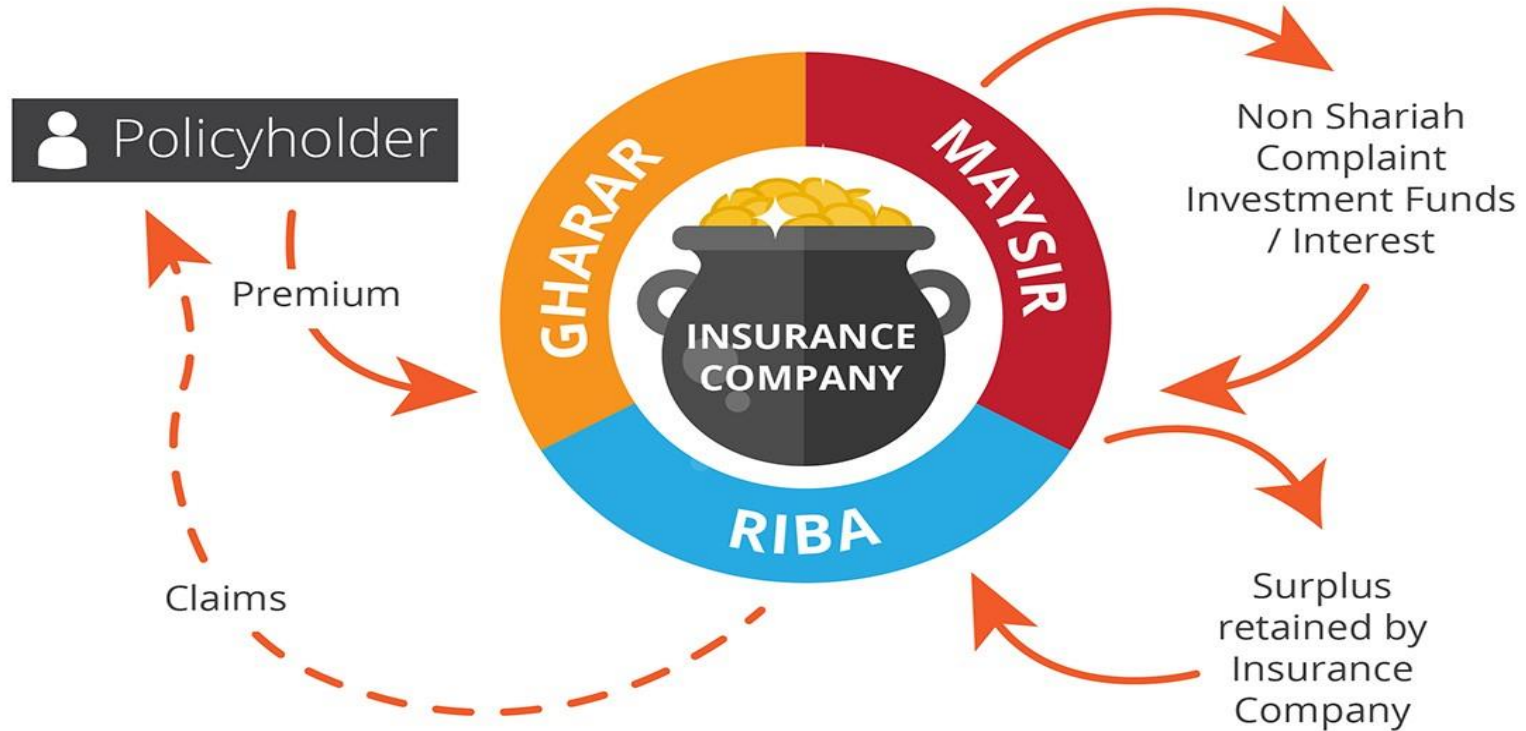 Policyholder
Premium
Claims
GHARAR
MAYSIR
RIBA
INSURANCE
COMPANY
Non Shariah
Complaint
Investment Funds
/ Interest
Surplus
retained by
Insurance
Company